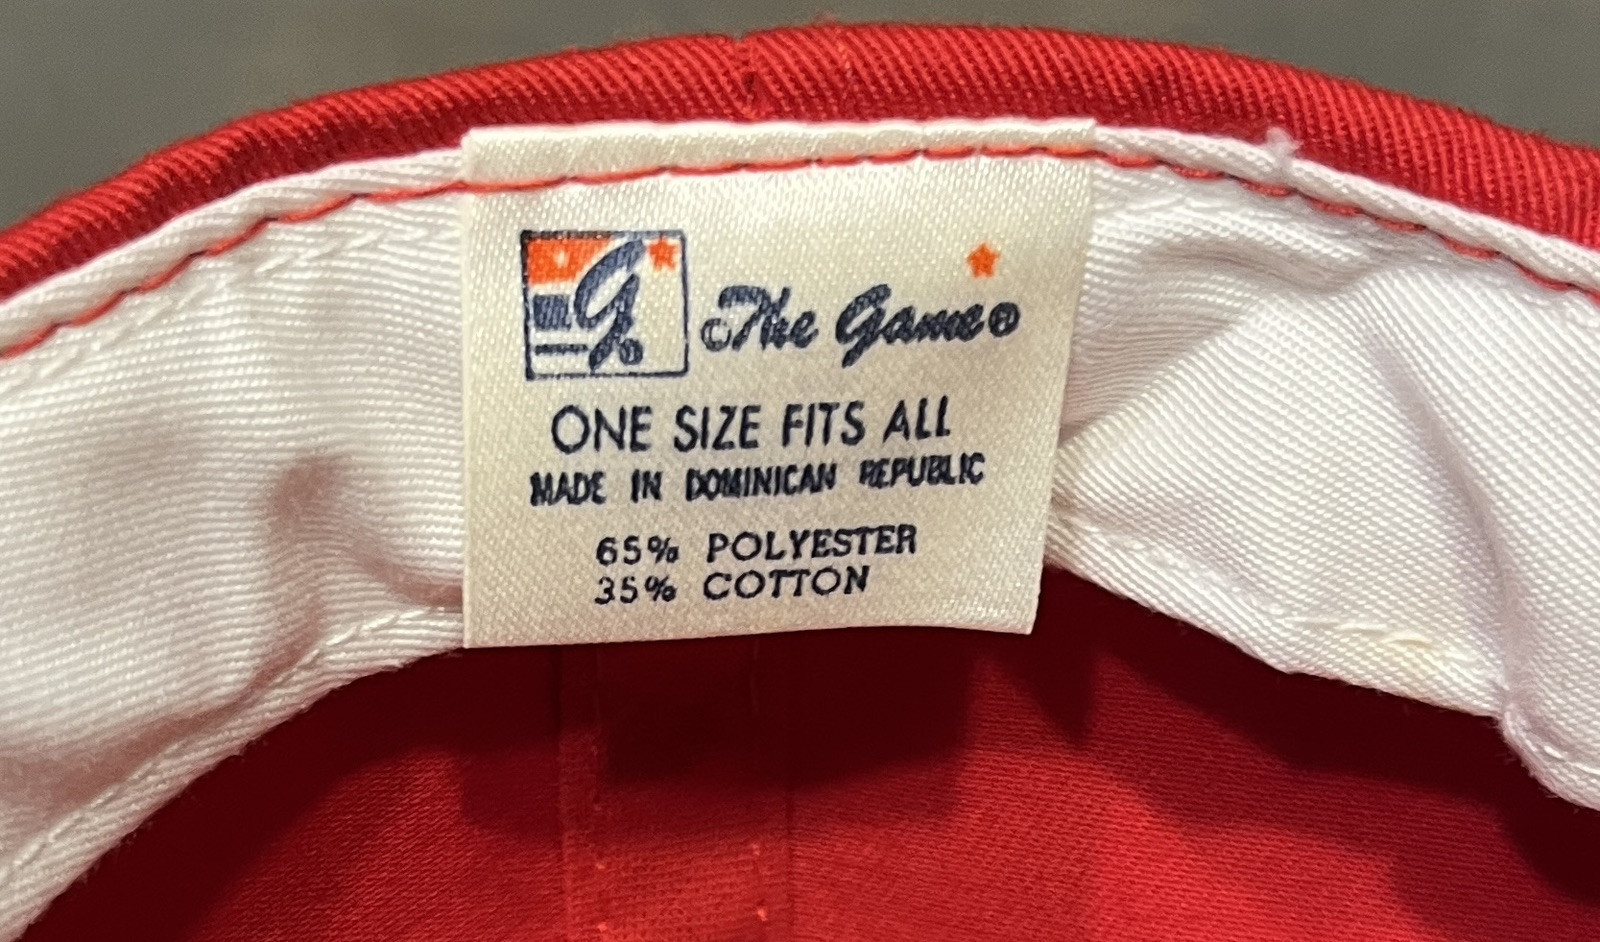 g®
©The Game®
ONE SIZE FITS ALL
MADE IN DOMINICAN REPUBLIC
65% POLYESTER
35% COTTON